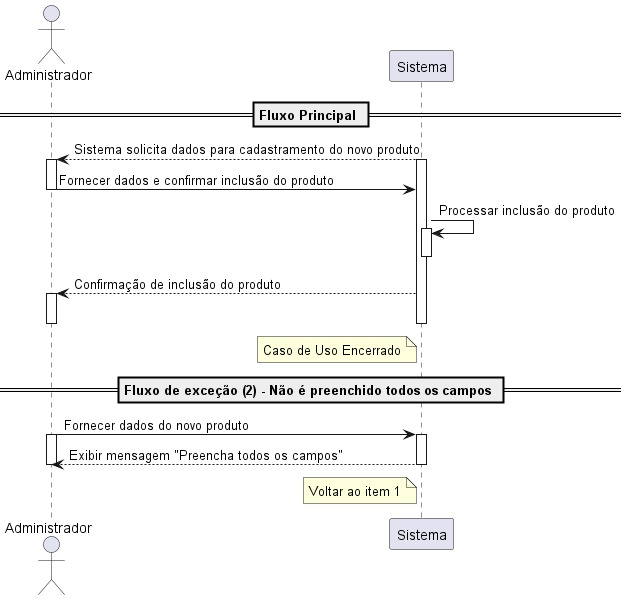 Administrador
Sistema
Fluxo Principal
Sistema solicita dados para cadastramento do novo produto
Fornecer dados e confirmar inclusão do produto
Processar inclusão do produto
Confirmação de inclusão do produto
Caso de Uso Encerrado
Fluxo de exceção (2) - Não é preenchido todos os campos
Fornecer dados do novo produto
Exibir mensagem "Preencha todos os campos"
Voltar ao item 1
Administrador
Sistema